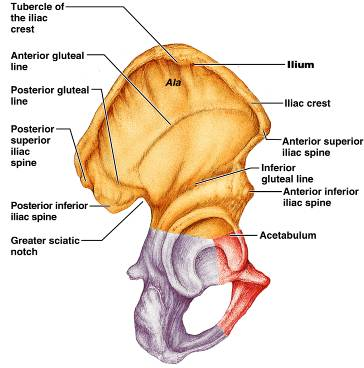 Tubercle of
the iliac
crest
Anterior gluteal
line
Posterior gluteal
line
Posterior
superior
iliac
spine
Posterior inferior
iliac spine
Greater sciatic
notch
Ala
Ilium
Iliac crest
Anterior superior
iliac spine
Inferior
gluteal line
Anterior inferior
iliac spine
Acetabulum